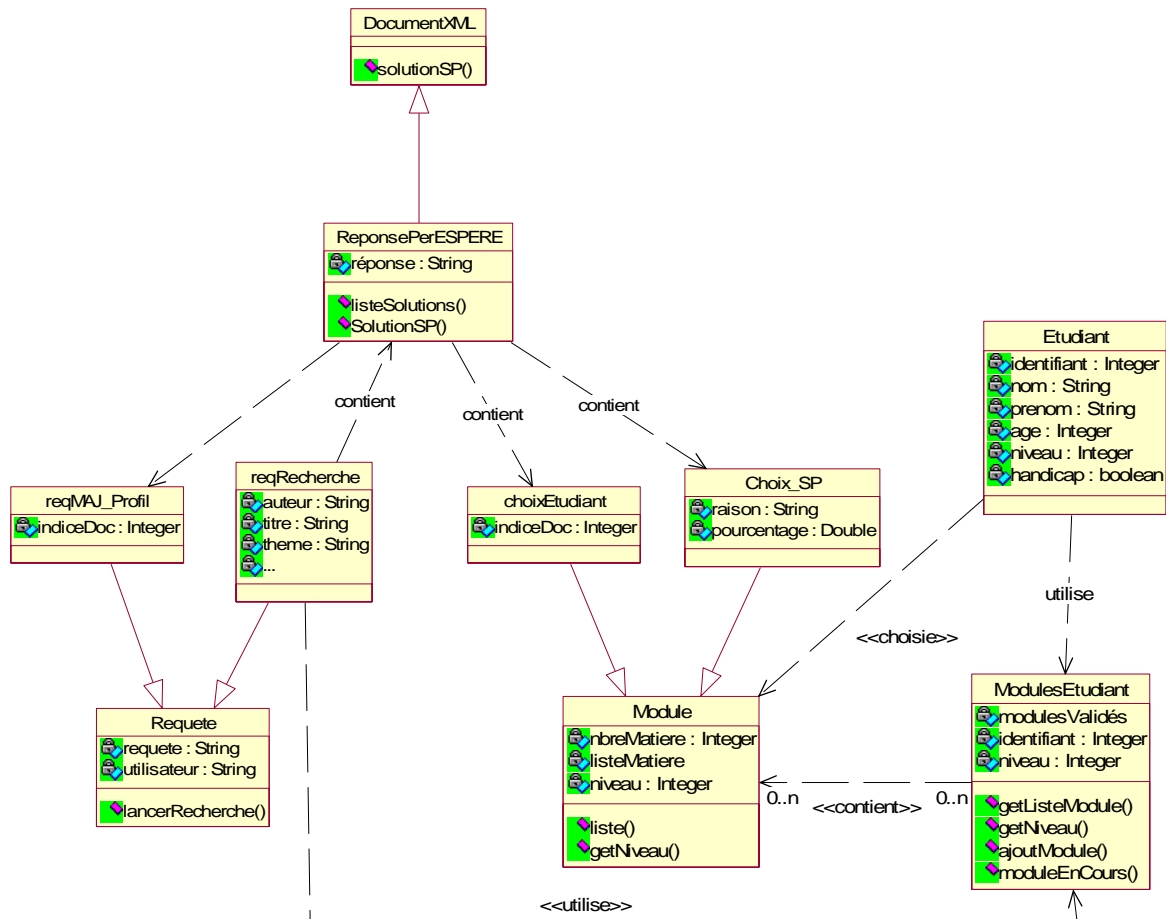 DocumentXML
solutionSP()
ReponsePerESPERE
réponse : String
listeSolutions()
SolutionSP()
Etudiant
identifiant : Integer
nom : String
prenom : String
age : Integer
niveau : Integer
handicap : boolean
contient
contient
contient
reqMAJ_Profil
indiceDoc : Integer
reqRecherche
auteur : String
titre : String
theme : String
...
choixEtudiant
indiceDoc : Integer
Choix_SP
raison : String
pourcentage : Double
utilise
<<choisie>>
Requete
requete : String
utilisateur : String
lancerRecherche()
Module
nbreMatiere : Integer
listeMatiere
niveau : Integer
liste()
getNiveau()
0..n
<<contient>>
0..n
ModulesEtudiant
modulesValidés
identifiant : Integer
niveau : Integer
getListeModule()
getNiveau()
ajoutModule()
moduleEnCours()
<<utilise>>